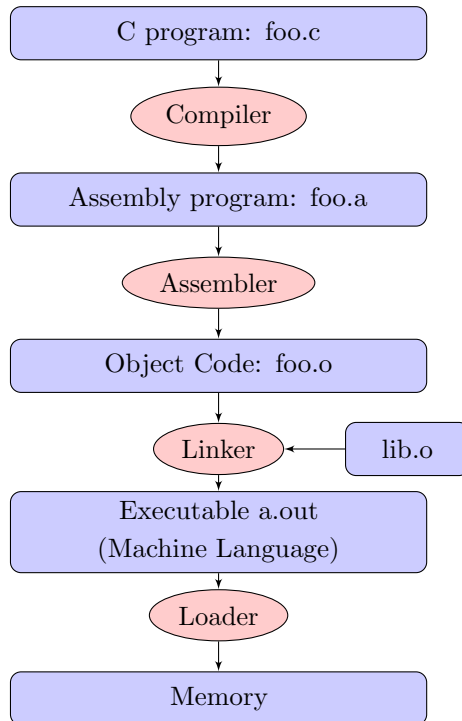 C program: foo.c
Compiler
Assembly program: foo.a
Assembler
Object Code: foo.o
Linker
lib.o
Executable a.out
(Machine Language)
Loader
Memory